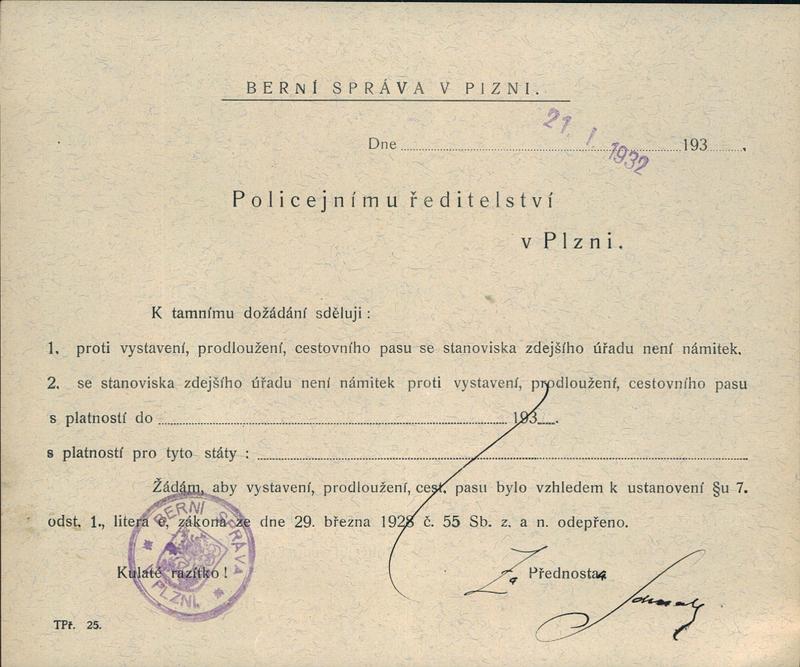 BERNÍ SPRÁVA V PIZNI.
Dne 21. I. 1932 193 .
Policejnímu ředitelství
v Plzni.
K tamnímu dožádání sděluji:
1. proti vystavení, prodloužení, cestovního pasu se stanoviska zdejšího úřadu není námitek.
2. se stanoviska zdejšího úřadu není námitek proti vystavení, prodloužení, cestovního pasu
s platností do 193 .
s platností pro tyto státy :
Žádám, aby vystavení, prodloužení, cest. pasu bylo vzhledem k ustanovení §u 7.
odst. 1., litera c, zákona ze dne 29. března 1928 č. 55 Sb. z. a n. odepřeno.
BERNÍ SPRÁVA
V PLZNI.
Kulaté razítko !
Za Přednosta
TPř. 25.